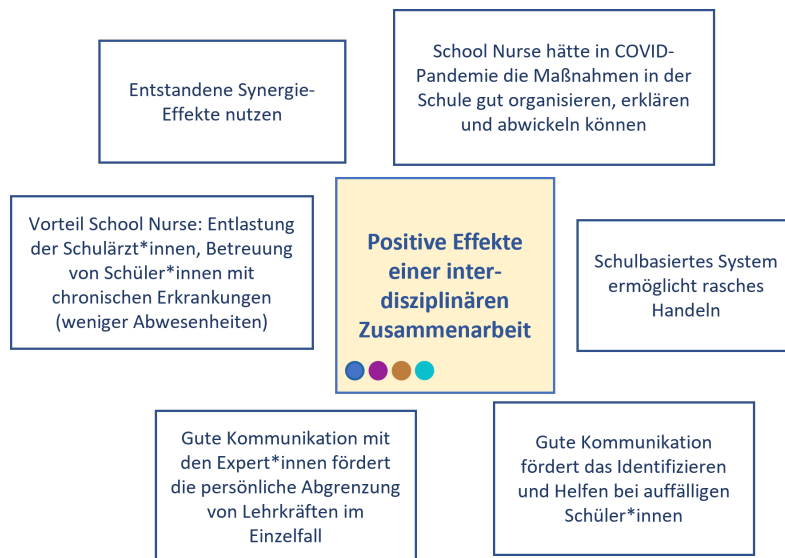 Entstandene Synergie-
Effekte nutzen
School Nurse hätte in COVID-
Pandemie die Maßnahmen in der
Schule gut organisieren, erklären
und abwickeln können
Vorteil School Nurse: Entlastung
der Schulärzt*innen, Betreuung
von Schüler*innen mit
chronischen Erkrankungen
(weniger Abwesenheiten)
Positive Effekte
einer inter-
disziplinären
Zusammenarbeit
Schulbasiertes System
ermöglicht rasches
Handeln
Gute Kommunikation mit
den Expert*innen fördert
die persönliche Abgrenzung
von Lehrkräften im
Einzelfall
Gute Kommunikation
fördert das Identifizieren
und Helfen bei auffälligen
Schüler*innen